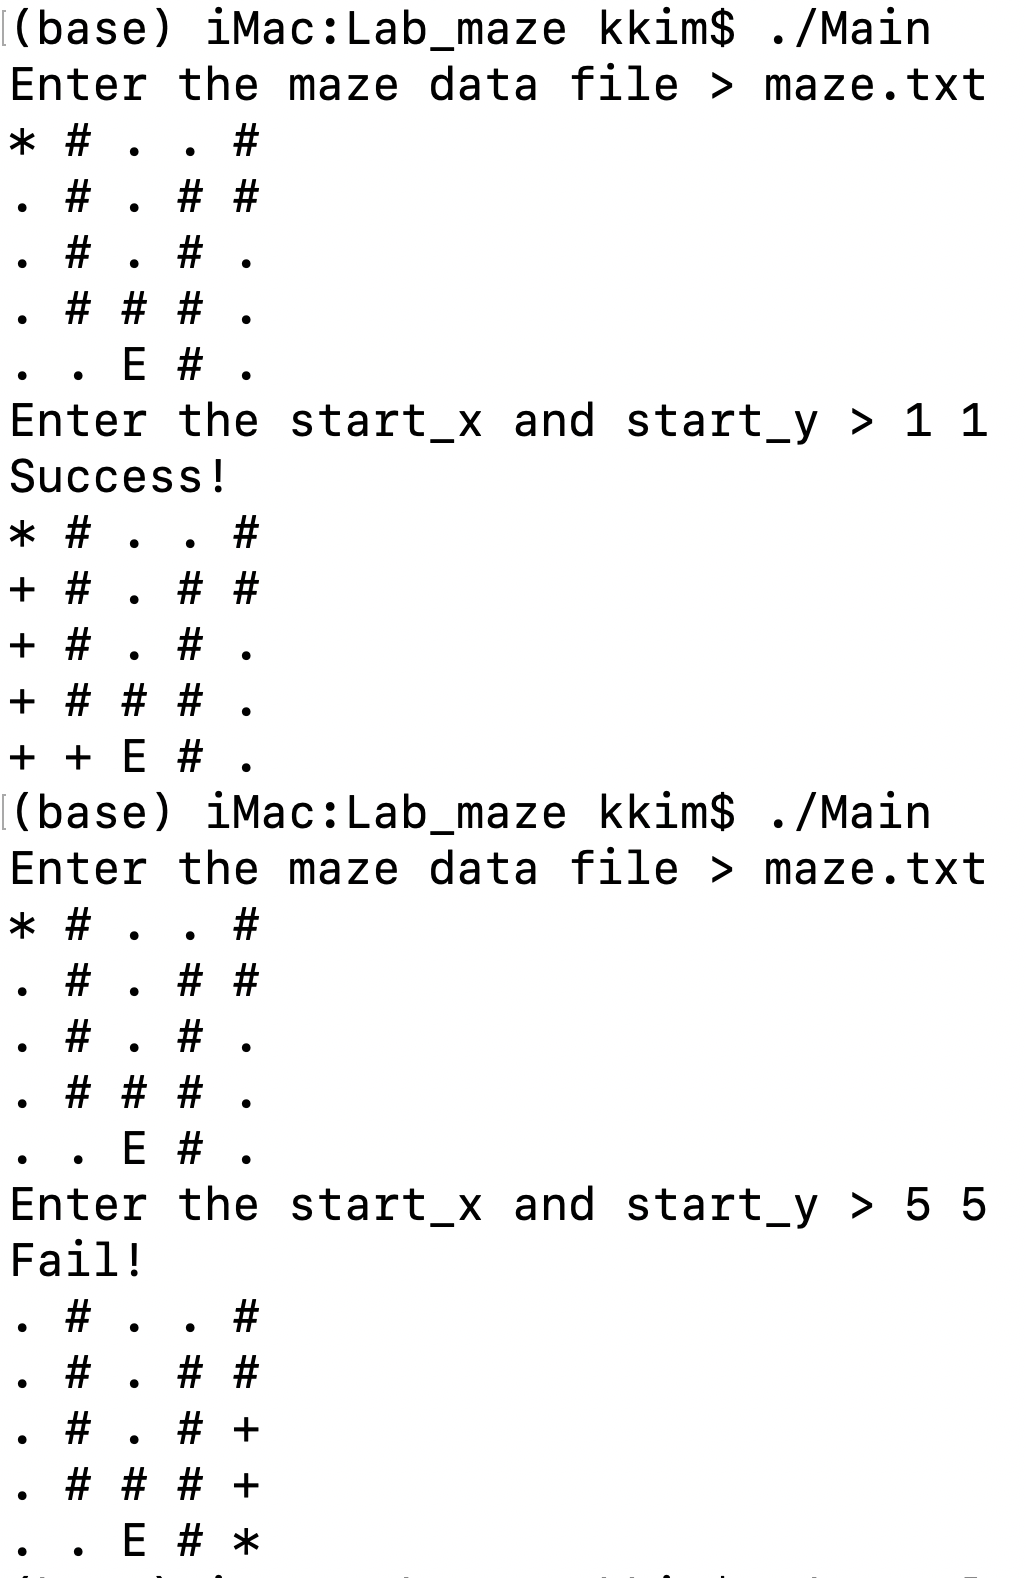 (base) iMac:Lab_maze kkim$ ./Main
Enter the maze data file > maze.txt
* # . . #
. # . # #
. # . # .
. # # # .
. . E # .
Enter the start_x and start_y > 1 1
Success!
* # . . #
+ # . # #
+ # . # .
+ # # # .
+ + E # .
(base) iMac:Lab_maze kkim$ ./Main
Enter the maze data file > maze.txt
* # . . #
. # . # #
. # . # .
. # # # .
. . E # .
Enter the start_x and start_y > 5 5
Fail!
. # . . #
. # . # #
. # . # +
. # # # +
. . E # *